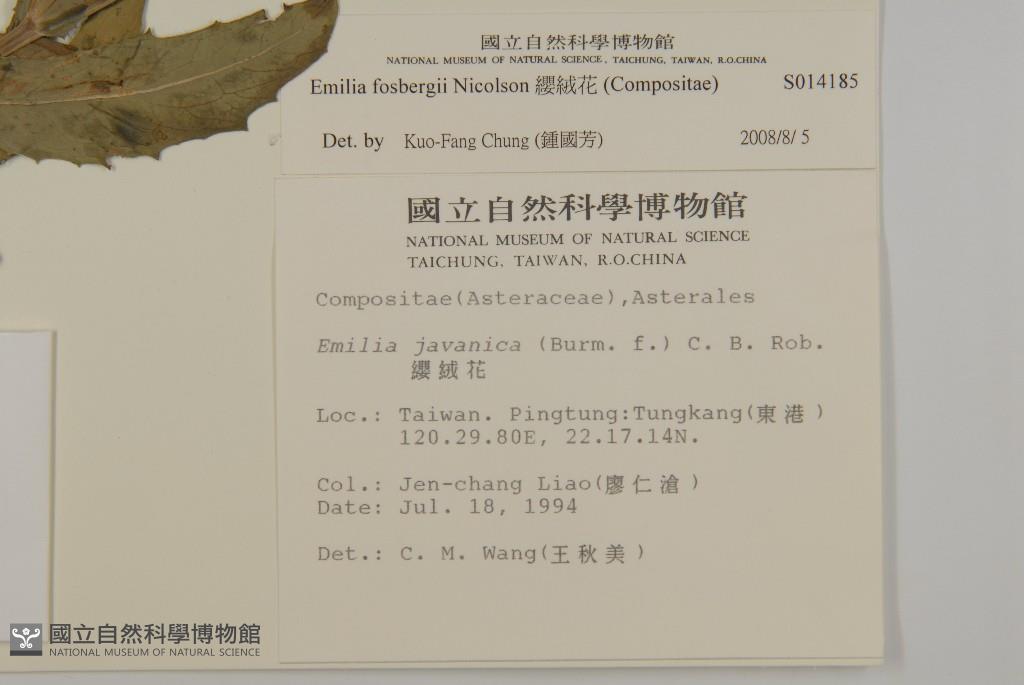 國立自然科學博物館
NATIONAL MUSEUM OF NATURAL SCIENCE, TAICHUNG, TAIWAN, R.O.CHINA
Emilia fosbergii Nicolson 纓絨花 (Compositae) S014185
Det. by Kuo-Fang Chung (鍾國芳) 2008/8/ 5
國立自然科學博物館
NATIONAL MUSEUM OF NATURAL SCIENCE
TAICHUNG, TAIWAN, R.O.CHINA
Compositae(Asteraceae),Asterales
Emilia javanica (Burm. f.) C. B. Rob.
纓絨花
Loc.: Taiwan. Pingtung:Tungkang(東港)
120.29.80E, 22.17.14N.
Col.: Jen-chang Liao(廖仁滄)
Date: Jul. 18, 1994
Det.: C. M. Wang(王秋美)
國立自然科學博物館
NATIONAL MUSEUM OF NATURAL SCIENCE